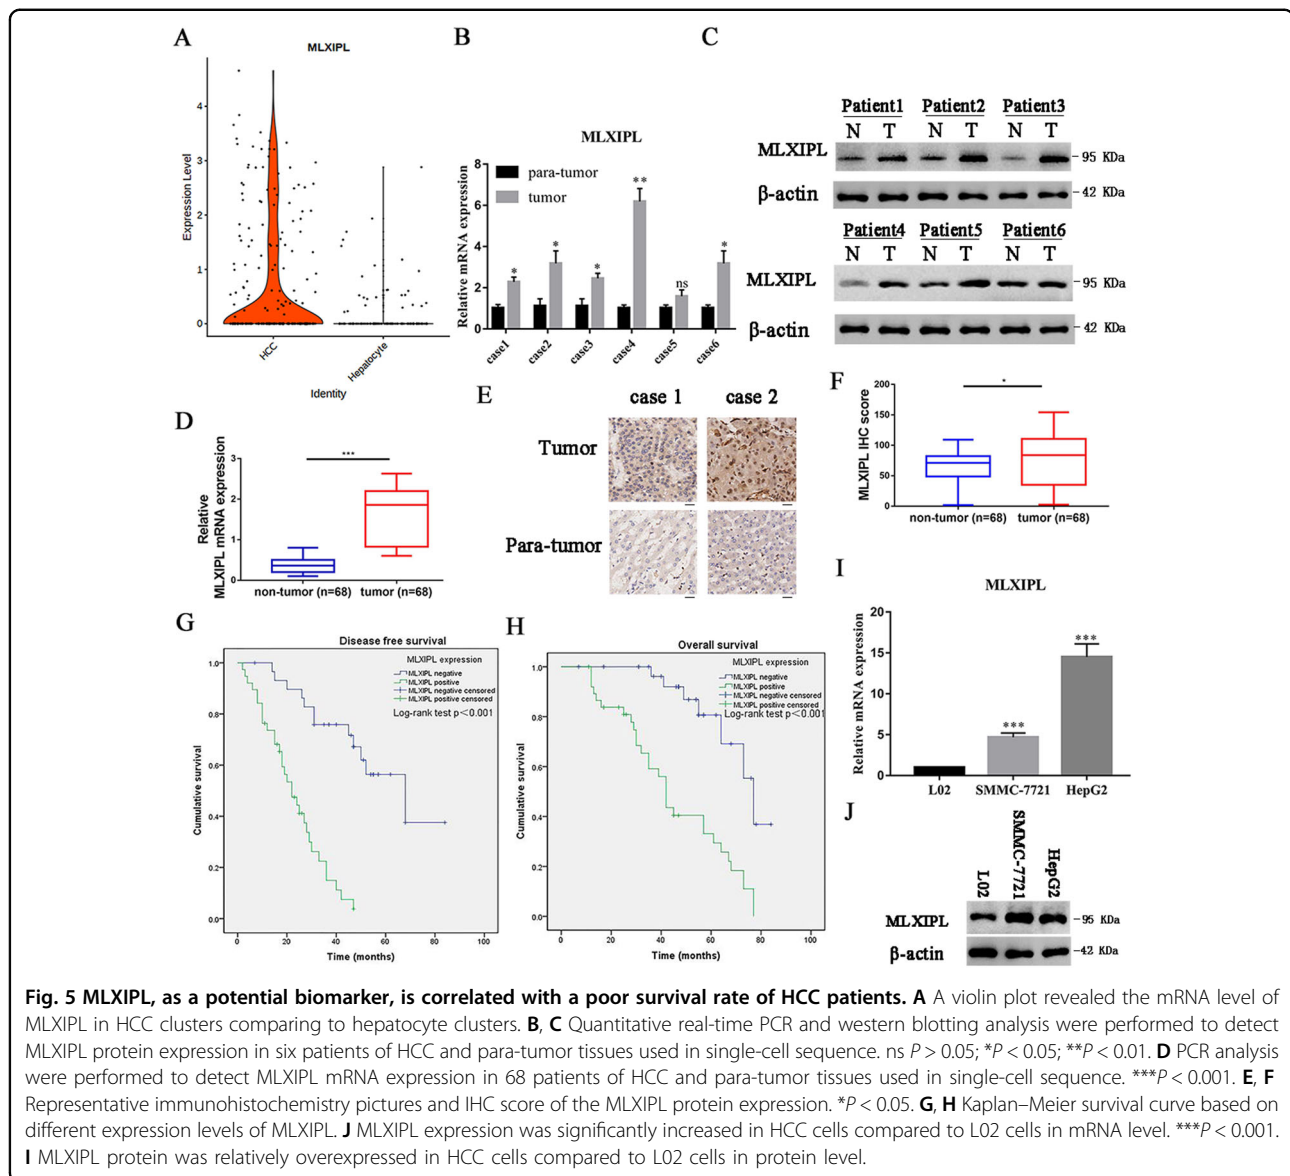 A
MLXIPL
Expression Level
4
3
2
1
0
HCC
Hepatocyte
Identity
B
MLXIPL
Relative mRNA expression
8
6
4
2
0
para-tumor
tumor
*
*
*
**
ns
*
case1
case2
case3
case4
case5
case6
C
Patient1 Patient2 Patient3
N T N T N T
MLXIPL
-95 KDa
β-actin
-42 KDa
Patient4 Patient5 Patient6
N T N T N T
MLXIPL
-95 KDa
β-actin
-42 KDa
D
Relative
MLXIPL mRNA expression
3
2
1
0
***
non-tumor (n=68) tumor (n=68)
E
case 1 case 2
Tumor
Para-tumor
F
MLXIPL IHC score
200
150
100
50
0
*
non-tumor (n=68) tumor (n=68)
G
Disease free survival
MLXIPL expression
MLXIPL negative
MLXIPL positive
MLXIPL negative censored
MLXIPL positive censored
Log-rank test p<0.001
Cumulative survival
1.0
0.8
0.6
0.4
0.2
0.0
0 20 40 60 80 100
Time (months)
H
Overall survival
MLXIPL expression
MLXIPL negative
MLXIPL positive
MLXIPL negative censored
MLXIPL positive censored
Log-rank test p<0.001
Cumulative survival
1.0
0.8
0.6
0.4
0.2
0.0
0 20 40 60 80 100
Time (months)
I
MLXIPL
Relative mRNA expression
20
15
10
5
0
***
***
L02 SMMC-7721 HepG2
J
L02
SMMC-7721
HepG2
MLXIPL
-95 KDa
β-actin
-42 KDa
Fig. 5 MLXIPL, as a potential biomarker, is correlated with a poor survival rate of HCC patients. A A violin plot revealed the mRNA level of
MLXIPL in HCC clusters comparing to hepatocyte clusters. B, C Quantitative real-time PCR and western blotting analysis were performed to detect
MLXIPL protein expression in six patients of HCC and para-tumor tissues used in single-cell sequence. ns P > 0.05; *P < 0.05; **P < 0.01. D PCR analysis
were performed to detect MLXIPL mRNA expression in 68 patients of HCC and para-tumor tissues used in single-cell sequence. ***P < 0.001. E, F
Representative immunohistochemistry pictures and IHC score of the MLXIPL protein expression. *P < 0.05. G, H Kaplan–Meier survival curve based on
different expression levels of MLXIPL. J MLXIPL expression was significantly increased in HCC cells compared to L02 cells in mRNA level. ***P < 0.001.
I MLXIPL protein was relatively overexpressed in HCC cells compared to L02 cells in protein level.